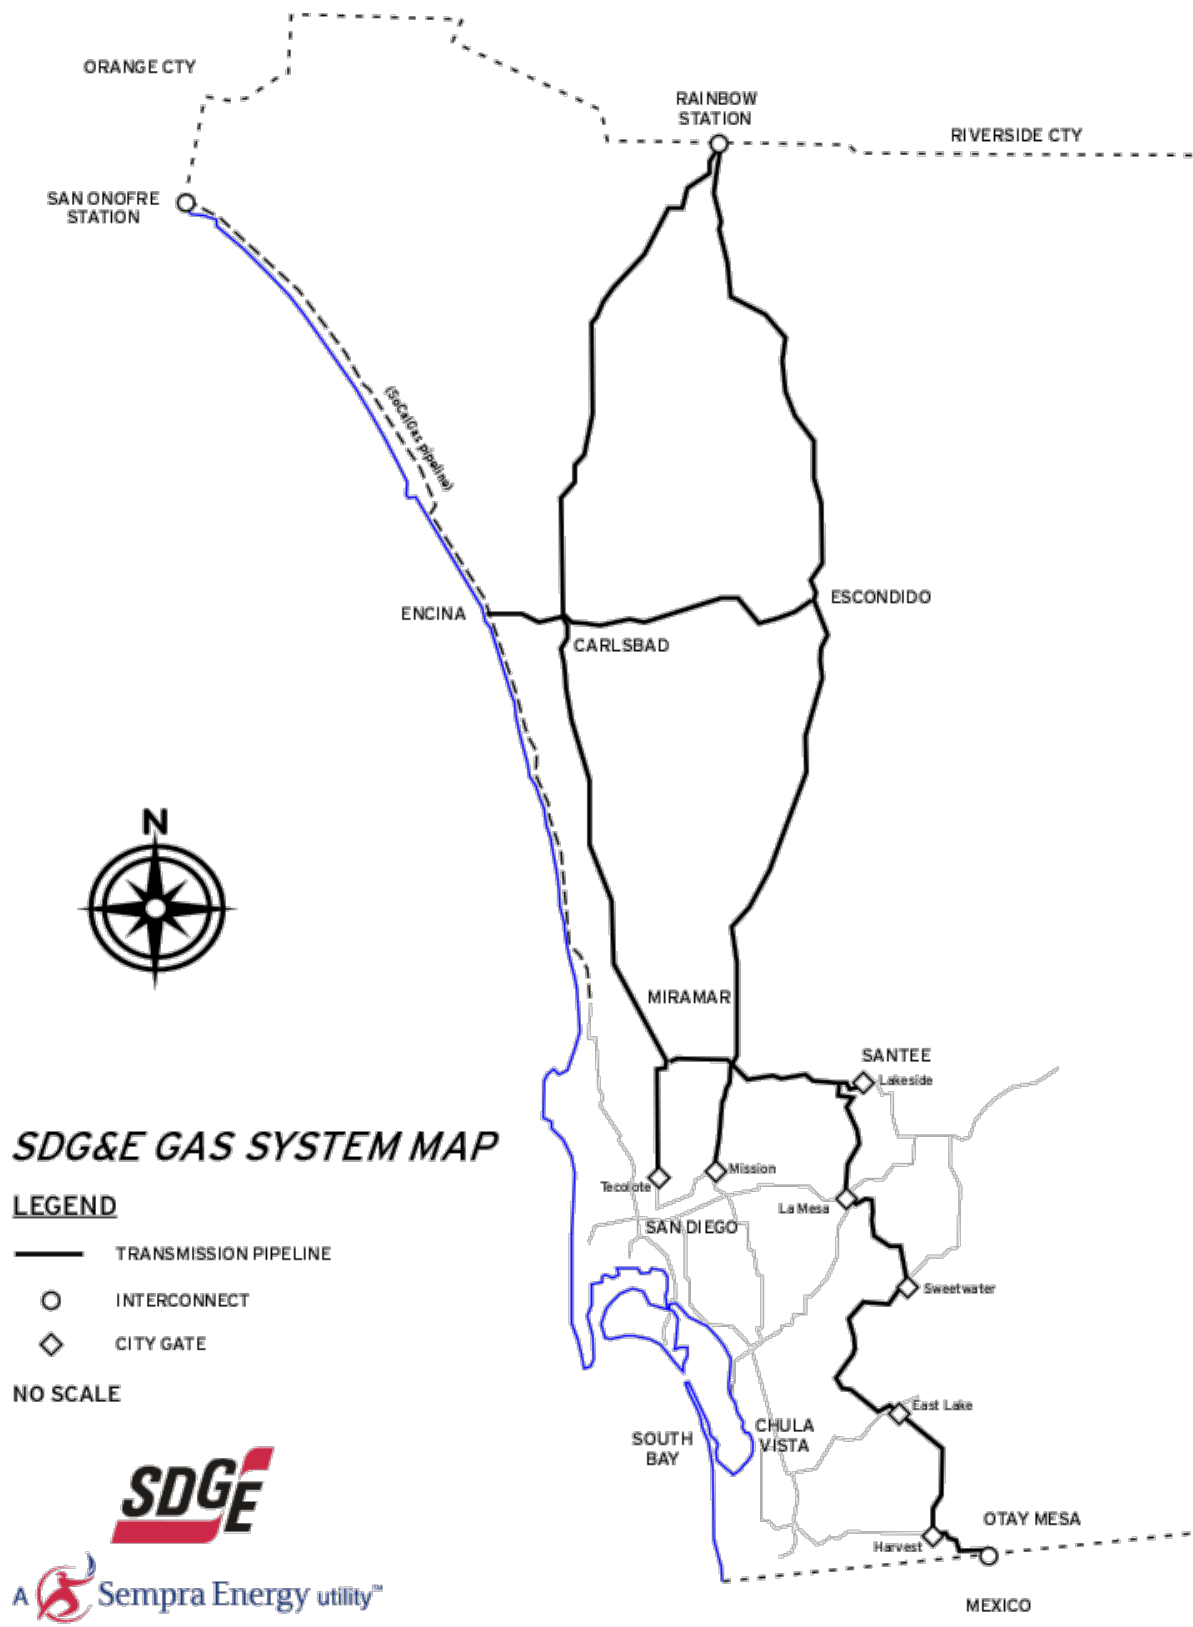 ORANGE CTY
RAINBOW
STATION
RIVERSIDE CTY
SAN ONOFRE
STATION
(SoCalGas pipeline)
ENCINA
CARLSBAD
ESCONDIDO
N
MIRAMAR
SANTEE
Lakeside
Mission
Tecolote
La Mesa
SAN DIEGO
Sweetwater
East Lake
SOUTH
BAY
CHULA
VISTA
OTAY MESA
Harvest
MEXICO
SDG&E GAS SYSTEM MAP
LEGEND
TRANSMISSION PIPELINE
INTERCONNECT
CITY GATE
NO SCALE
SDGE
A Sempra Energy utility™